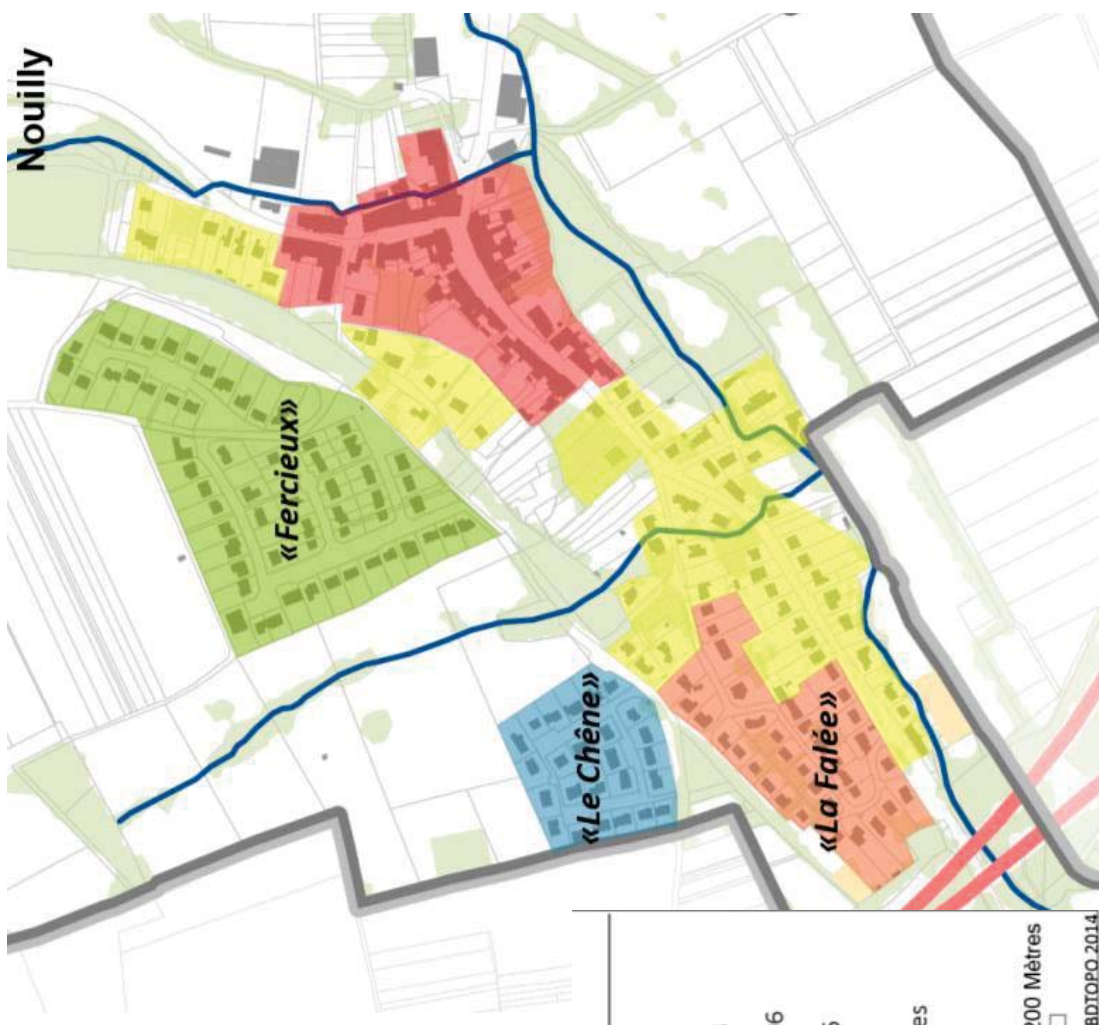 Nouilly
«Fercieux»
«Le Chêne»
«La Falée»
200 Mètres
BDTOPO 2014